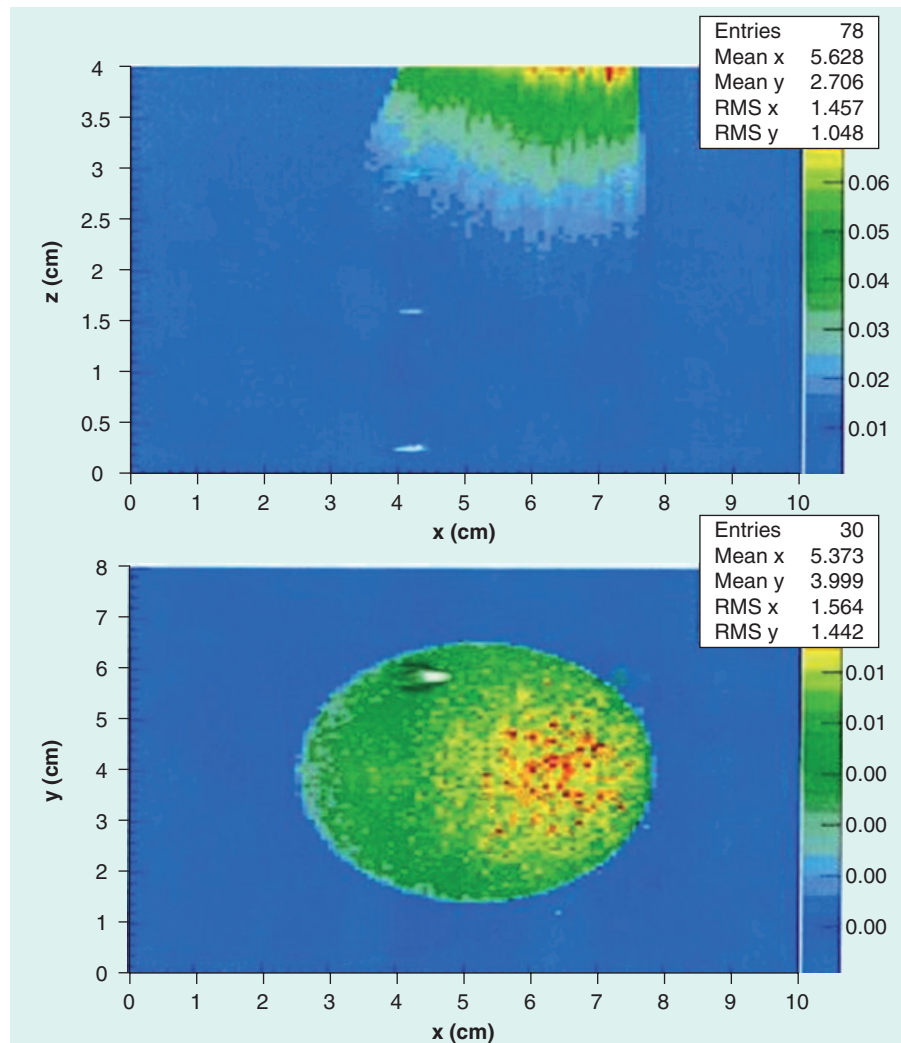 Entries 78
Mean x 5.628
Mean y 2.706
RMS x 1.457
RMS y 1.048
4
3.5
3
2.5
2
1.5
1
0.5
0
z (cm)
0.06
0.05
0.04
0.03
0.02
0.01
0 1 2 3 4 5 6 7 8 9 10
x (cm)
Entries 30
Mean x 5.373
Mean y 3.999
RMS x 1.564
RMS y 1.442
8
7
6
5
4
3
2
1
0
y (cm)
0.01
0.01
0.00
0.00
0.00
0.00
0 1 2 3 4 5 6 7 8 9 10
x (cm)